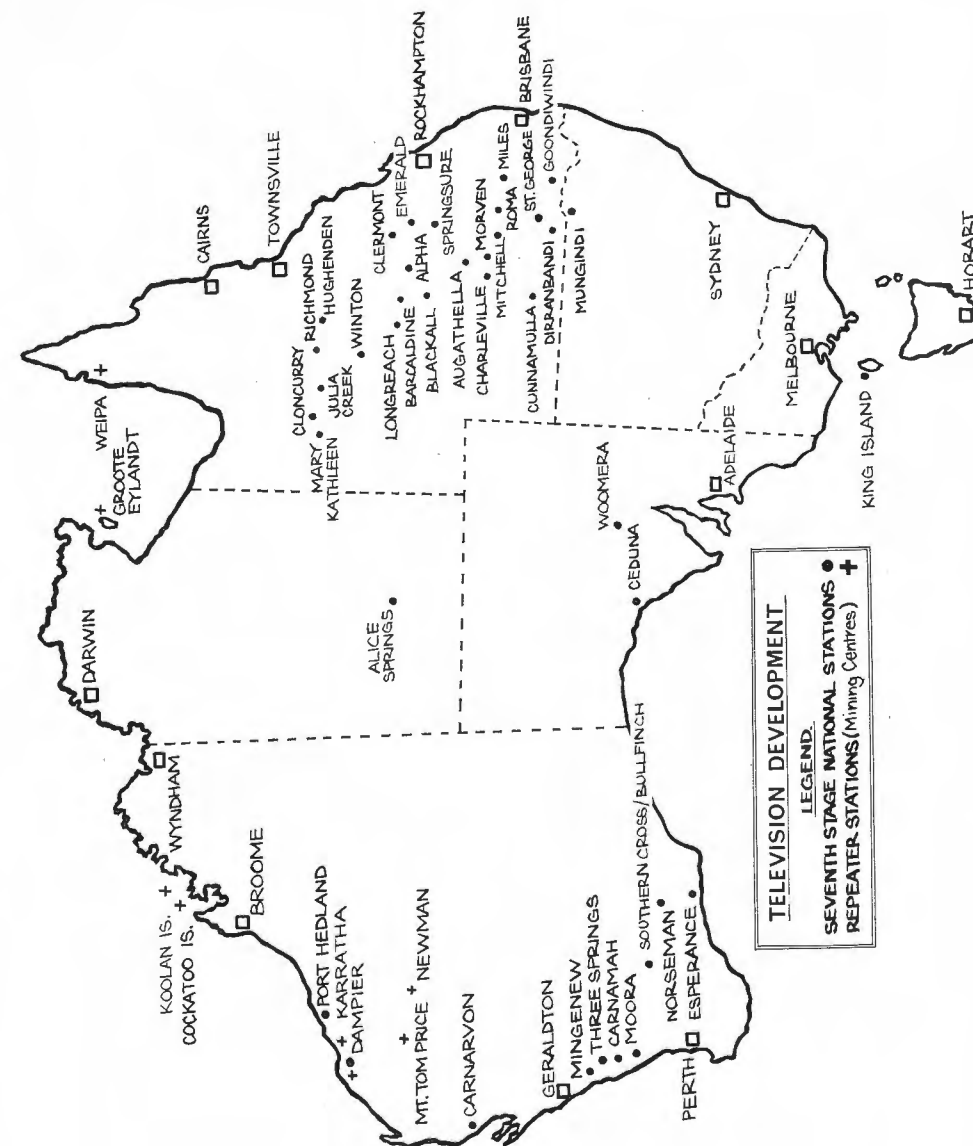 KOOLAN IS.
COCKATOO IS.
WYNDHAM
BROOME
DARWIN
GROOTE
EYLANDT
WEIPA
CAIRNS
TOWNSVILLE
PORT HEDLAND
KARRATHA
DAMPIER
MT. TOM PRICE
NEWMAN
CARNARVON
GERALDTON
MINGENEW
THREE SPRINGS
CARNAMAH
MOORA
PERTH
SOUTHERN CROSS/BULLFINCH
NORSEMAN
ESPERANCE
ALICE
SPRINGS
WOOMERA
CEDUNA
ADELAIDE
MARY
KATHLEEN
CLONCURRY
JULIA
CREEK
RICHMOND
HUGHENDEN
WINTON
LONGREACH
BARCALDINE
BLACKALL
ALPHA
CLERMONT
EMERALD
SPRINGSURE
ROCKHAMPTON
AUGATHELLA
CHARLEVILLE
MORVEN
MITCHELL
ROMA
MILES
CUNNAMULLA
ST. GEORGE
DIRRANBANDI
GOONDIWINDI
MUNGINDI
BRISBANE
SYDNEY
MELBOURNE
KING ISLAND
HOBART
TELEVISION DEVELOPMENT
LEGEND.
SEVENTH STAGE NATIONAL STATIONS
REPEATER STATIONS (Mining Centres)